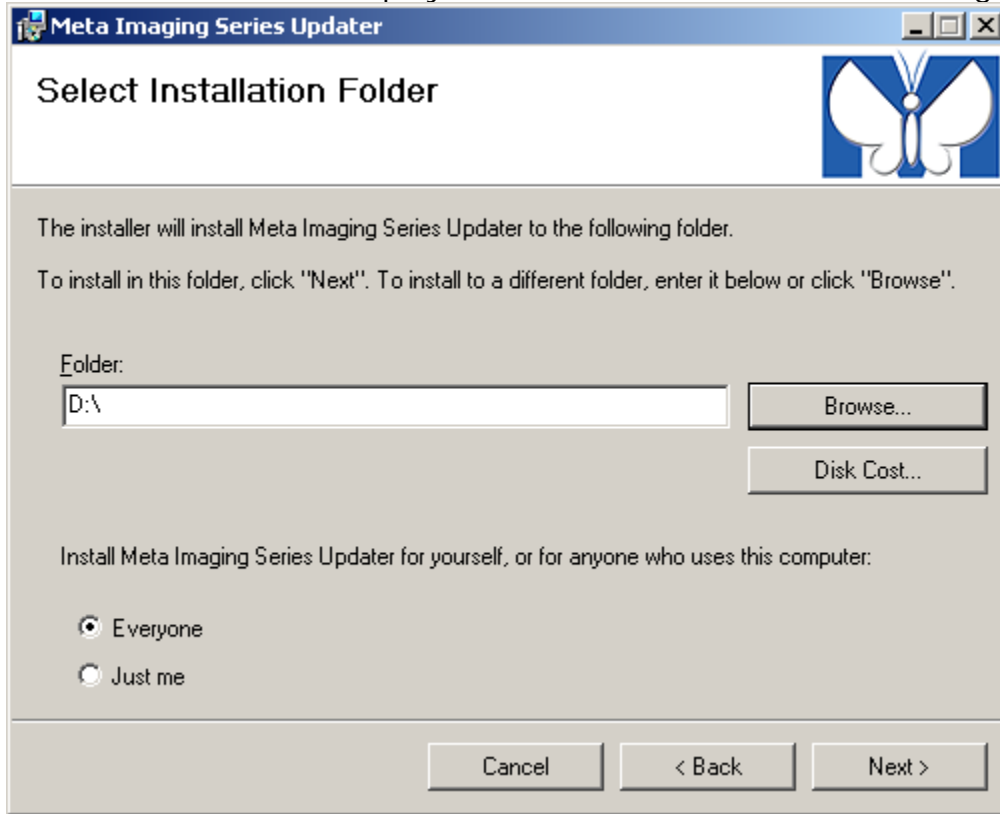 Meta Imaging Series Updater
Select Installation Folder
The installer will install Meta Imaging Series Updater to the following folder.
To install in this folder, click "Next". To install to a different folder, enter it below or click "Browse".
Folder:
D:\
Browse...
Disk Cost...
Install Meta Imaging Series Updater for yourself, or for anyone who uses this computer:
Everyone
Just me
Cancel
< Back
Next >